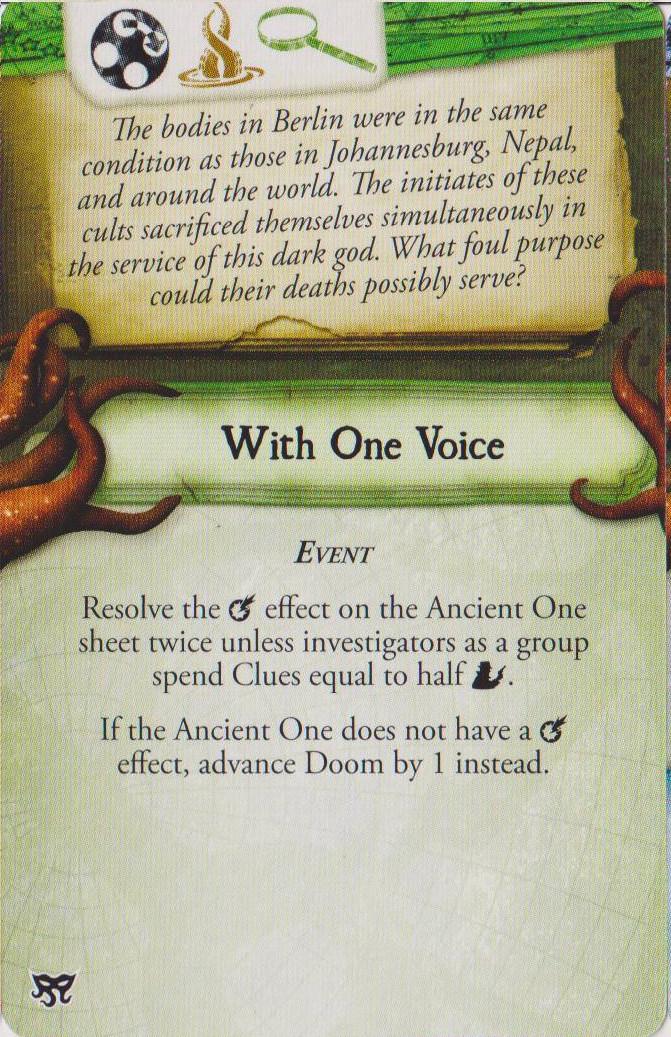 The bodies in Berlin were in the same
condition as those in Johannesburg, Nepal,
and around the world. The initiates of these
cults sacrificed themselves simultaneously in
the service of this dark god. What foul purpose
could their deaths possibly serve?
With One Voice
EVENT
Resolve the effect on the Ancient One
sheet twice unless investigators as a group
spend Clues equal to half .
If the Ancient One does not have a
effect, advance Doom by 1 instead.